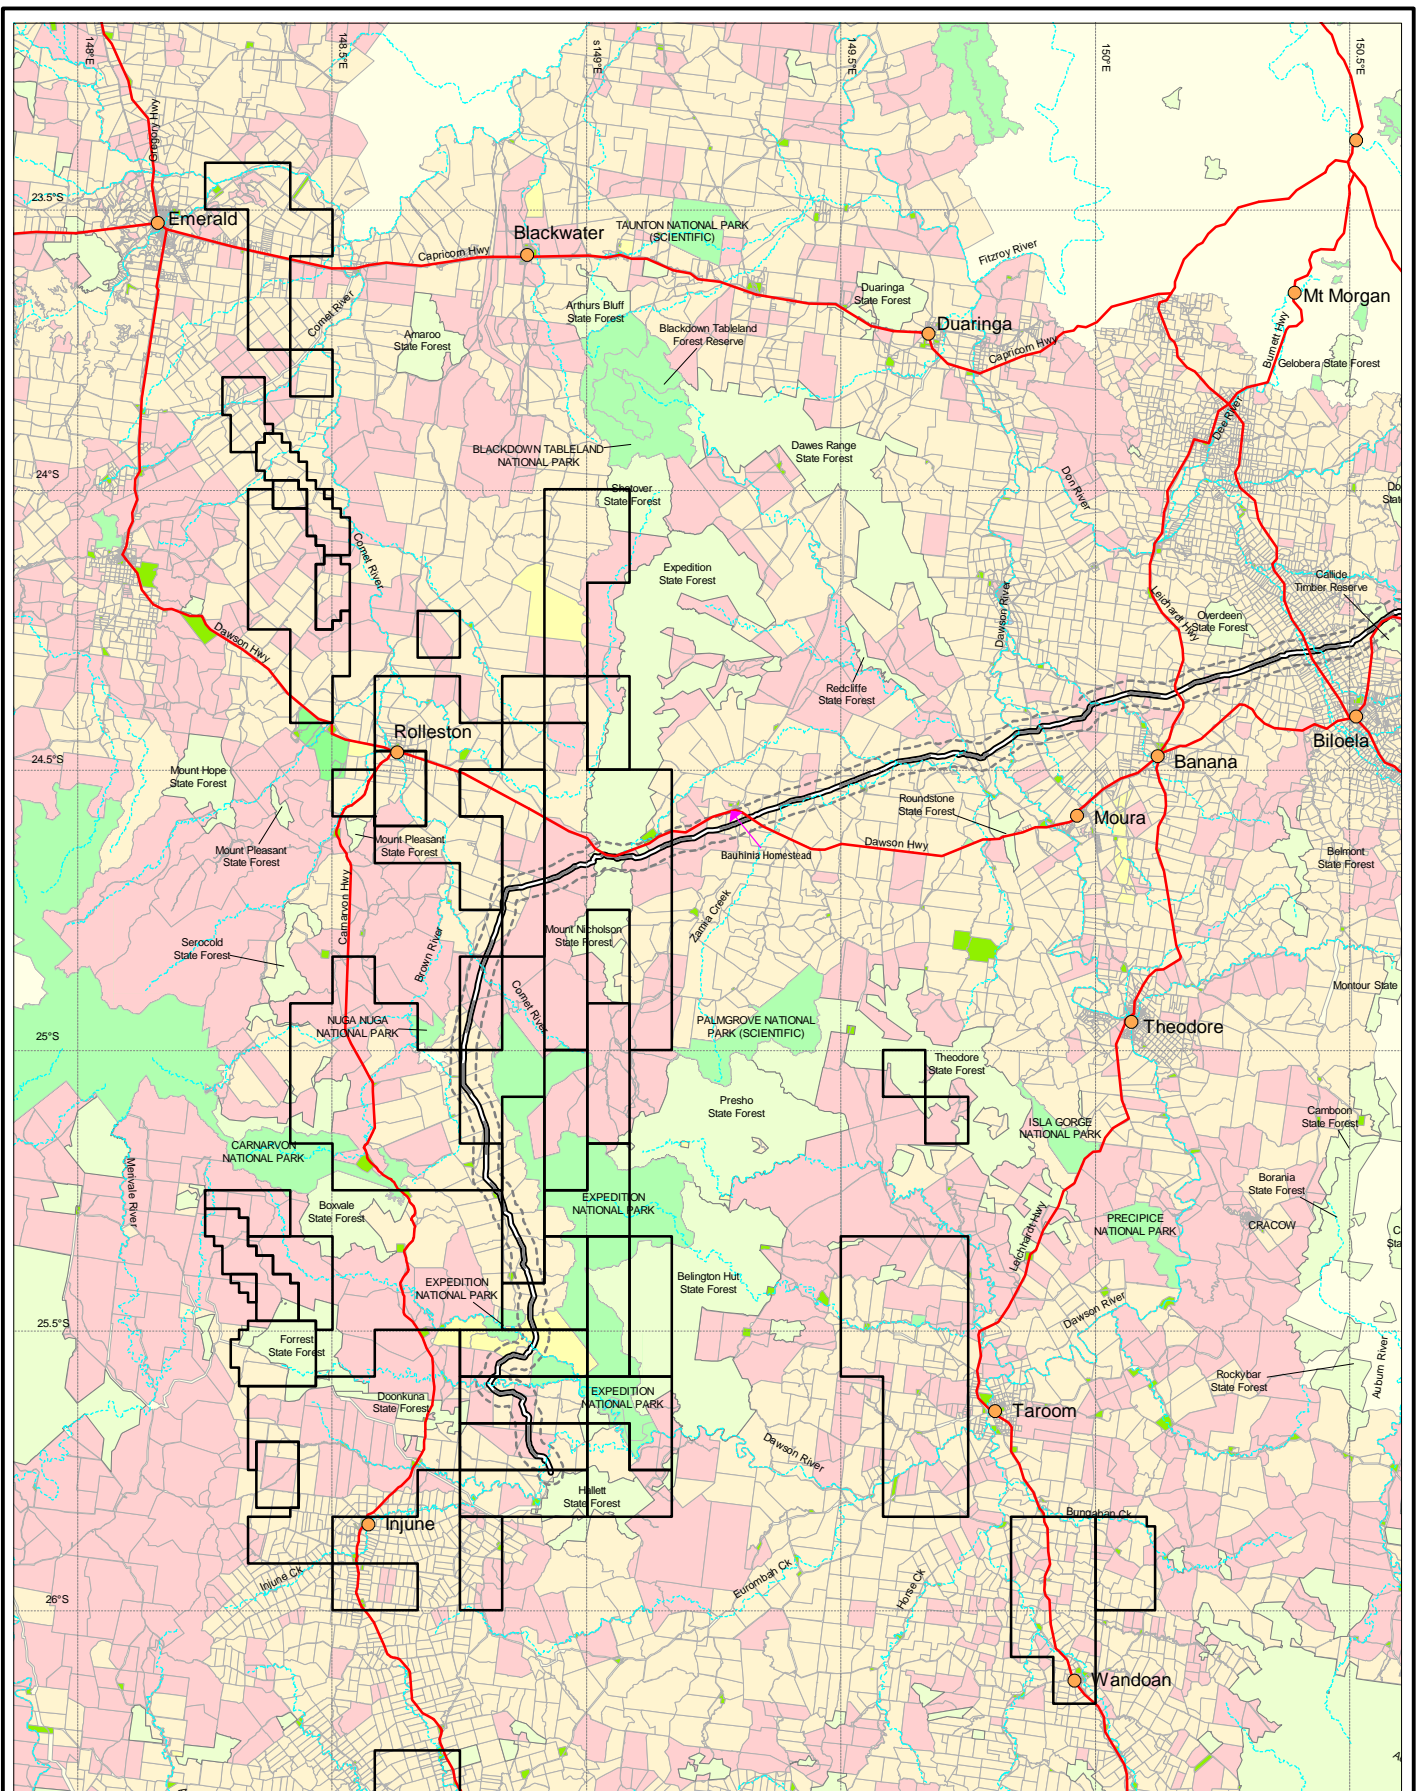 148°E
148.5°E
s149°E
149.5°E
150°E
150.5°E
Gregory Hwy
23.5°S
Emerald
Blackwater
TAUNTON NATIONAL PARK
(SCIENTIFIC)
Capricorn Hwy
Fitzroy River
Duaringa
State Forest
Mt Morgan
Comet River
Arthurs Bluff
State Forest
Amaroo
State Forest
Blackdown Tableland
Forest Reserve
Duaringa
Capricorn Hwy
Burnett Hwy
Gelobera State Forest
Dee River
BLACKDOWN TABLELAND
NATIONAL PARK
Dawes Range
State Forest
24°S
Don River
Shotover
State Forest
Do
Stat
Comet River
Expedition
State Forest
Callide
Timber Reserve
Dawson River
Leichardt Hwy
Overdeen
State Forest
Dawson Hwy
Redcliffe
State Forest
Rolleston
Biloela
24.5°S
Mount Hope
State Forest
Banana
Roundstone
State Forest
Moura
Mount Pleasant
State Forest
Mount Pleasant
State Forest
Dawson Hwy
Bauhinia Homestead
Belmont
State Forest
Carnarvon Hwy
Zamia Creek
Serocold
State Forest
Brown River
Mount Nicholson
State Forest
Comet River
Montour State
NUGA NUGA
NATIONAL PARK
PALMGROVE NATIONAL
PARK (SCIENTIFIC)
Theodore
25°S
Theodore
State Forest
Presho
State Forest
ISLA GORGE
NATIONAL PARK
Camboon
State Forest
CARNARVON
NATIONAL PARK
Merivale River
Boxvale
State Forest
EXPEDITION
NATIONAL PARK
Borania
State Forest
Leichhardt Hwy
PRECIPICE
NATIONAL PARK
CRACOW
C
Sta
EXPEDITION
NATIONAL PARK
Belington Hut
State Forest
Dawson River
25.5°S
Forrest
State Forest
Auburn River
Rockybar
State Forest
Doonkuna
State Forest
EXPEDITION
NATIONAL PARK
Taroom
Dawson River
Hallett
State Forest
Injune
Bungaban Ck
Injune Ck
Eurombah Ck
Horse Ck
26°S
Wandoan
A